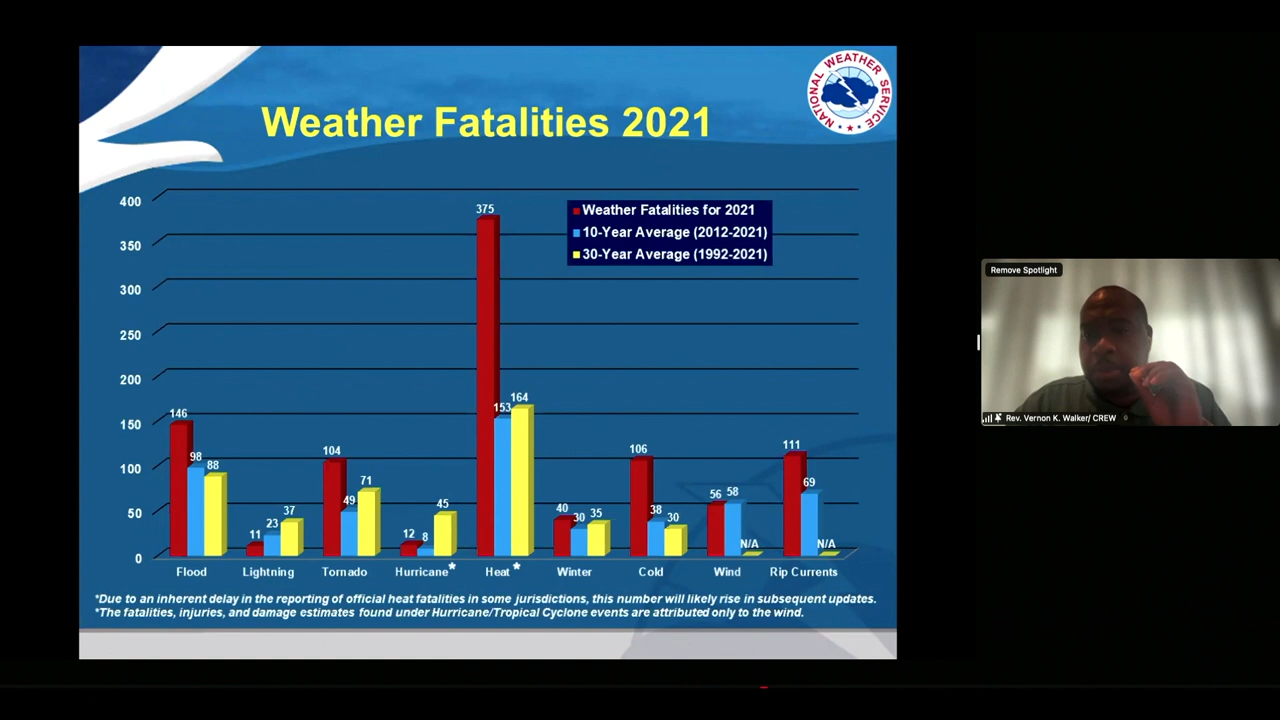 NATIONAL WEATHER SERVICE
Weather Fatalities 2021
Weather Fatalities for 2021
10-Year Average (2012-2021)
30-Year Average (1992-2021)
400
350
300
250
200
150
100
50
0
146
98
88
11
23
37
104
49
71
12
8
45
375
153
164
40
30
35
106
38
30
56
58
N/A
111
69
N/A
Flood
Lightning
Tornado
Hurricane*
Heat*
Winter
Cold
Wind
Rip Currents
*Due to an inherent delay in the reporting of official heat fatalities in some jurisdictions, this number will likely rise in subsequent updates.
*The fatalities, injuries, and damage estimates found under Hurricane/Tropical Cyclone events are attributed only to the wind.
Remove Spotlight
Rev. Vernon K. Walker/ CREW